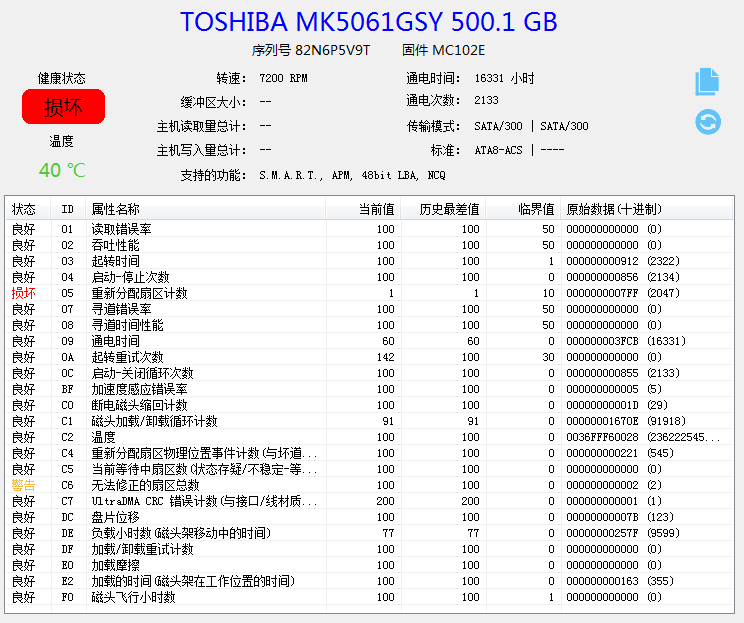 TOSHIBA MK5061GSY 500.1 GB
序列号 82N6P5V9T 固件 MC102E
健康状态
损坏
温度
40 ℃
转速: 7200 RPM 通电时间: 16331 小时
缓冲区大小: -- 通电次数: 2133
主机读取量总计: -- 传输模式: SATA/300 | SATA/300
主机写入量总计: -- 标准: ATA8-ACS | ----
支持的功能: S.M.A.R.T., APM, 48bit LBA, NCQ
状态 ID 属性名称 当前值 历史最差值 临界值 原始数据(十进制)
良好 01 读取错误率 100 100 50 000000000000 (0)
良好 02 吞吐性能 100 100 50 000000000000 (0)
良好 03 起转时间 100 100 1 000000000912 (2322)
良好 04 启动-停止次数 100 100 0 000000000856 (2134)
损坏 05 重新分配扇区计数 1 1 10 0000000007FF (2047)
良好 07 寻道错误率 100 100 50 000000000000 (0)
良好 08 寻道时间性能 100 100 50 000000000000 (0)
良好 09 通电时间 60 60 0 000000003FCB (16331)
良好 0A 起转重试次数 142 100 30 000000000000 (0)
良好 0C 启动-关闭循环次数 100 100 0 000000000855 (2133)
良好 BF 加速度感应错误率 100 100 0 000000000005 (5)
良好 C0 断电磁头缩回计数 100 100 0 00000000001D (29)
良好 C1 磁头加载/卸载循环计数 91 91 0 00000001670E (91918)
良好 C2 温度 100 100 0 0036FFF60028 (236222545...
良好 C4 重新分配扇区物理位置事件计数(与坏道... 100 100 0 000000000221 (545)
良好 C5 当前等待中扇区数(状态存疑/不稳定-等... 100 100 0 000000000000 (0)
警告 C6 无法修正的扇区总数 100 100 0 000000000002 (2)
良好 C7 UltraDMA CRC 错误计数(与接口/线材质... 200 200 0 000000000001 (1)
良好 DC 盘片位移 100 100 0 00000000007B (123)
良好 DE 负载小时数(磁头架移动中的时间) 77 77 0 00000000257F (9599)
良好 DF 加载/卸载重试计数 100 100 0 000000000000 (0)
良好 E0 加载摩擦 100 100 0 000000000000 (0)
良好 E2 加载的时间(磁头架在工作位置的时间) 100 100 0 000000000163 (355)
良好 F0 磁头飞行小时数 100 100 1 000000000000 (0)